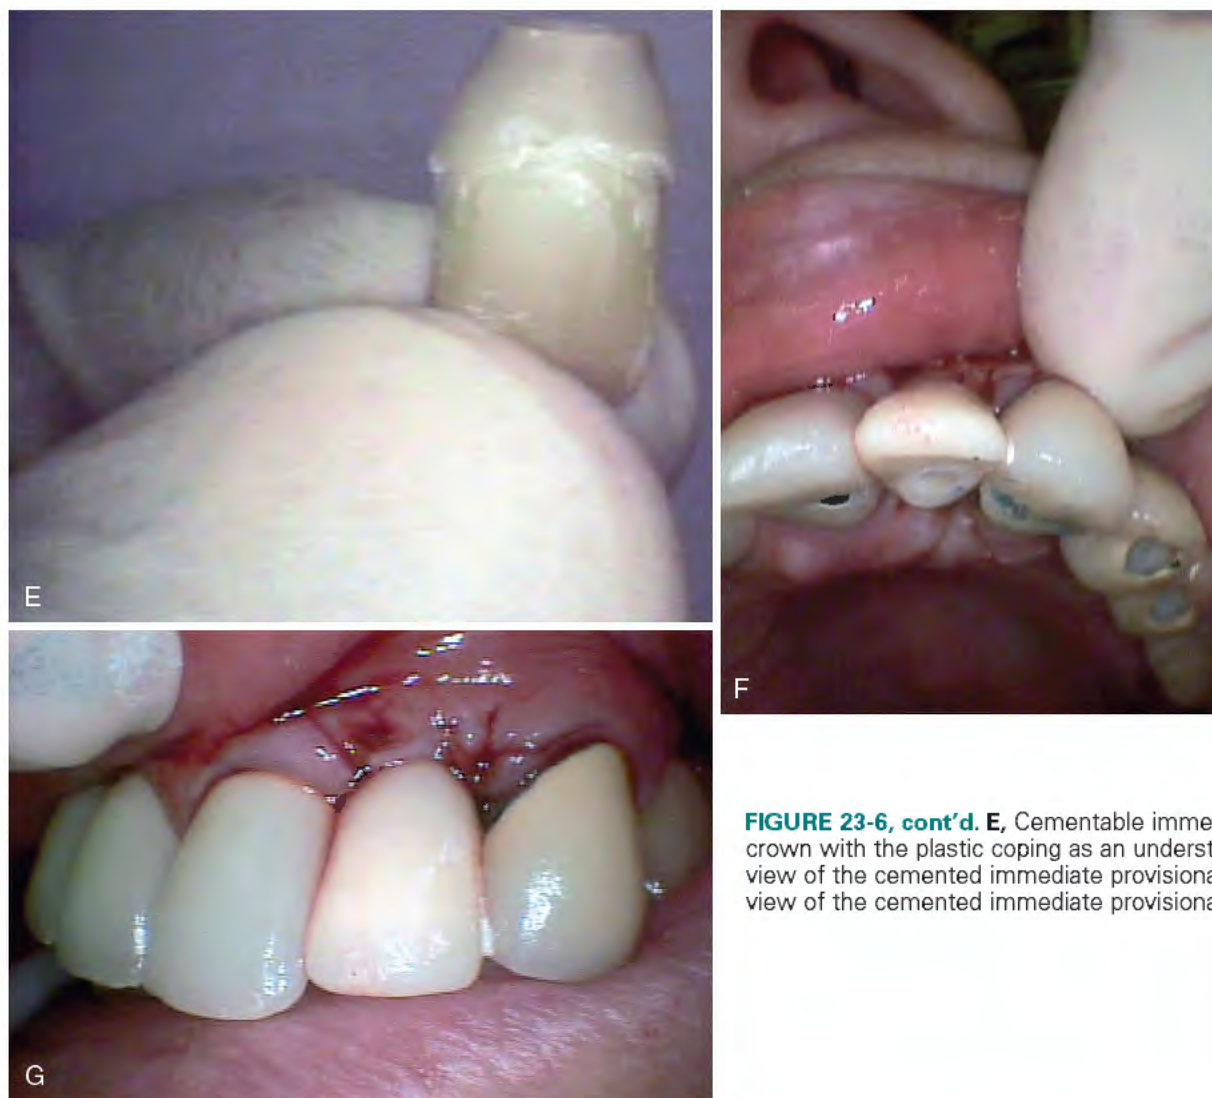 E
F
G
FIGURE 23-6, cont'd. E, Cementable imme
crown with the plastic coping as an underst
view of the cemented immediate provisiona
view of the cemented immediate provisiona